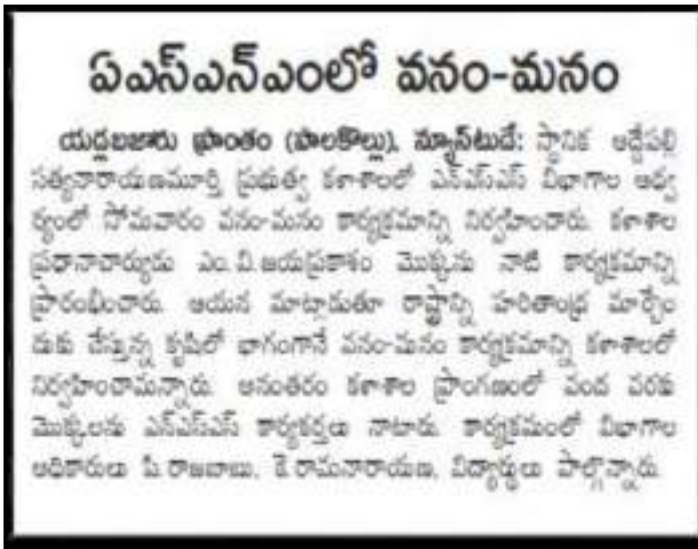 ఏఎస్ఎన్ఎంలో వనం-మనం
యడ్లబజారు ప్రాంతం (పాలకొల్లు), న్యూస్‌టుడే: స్థానిక అద్దేపల్లి
సత్యనారాయణమూర్తి ప్రభుత్వ కళాశాలలో ఎన్ఎస్ఎస్ విభాగాల ఆధ్వ
ర్యంలో సోమవారం వనం-మనం కార్యక్రమాన్ని నిర్వహించారు. కళాశాల
ప్రధానాచార్యుడు ఎం.వి.జయప్రకాశం మొక్కను నాటి కార్యక్రమాన్ని
ప్రారంభించారు. ఆయన మాట్లాడుతూ రాష్ట్రాన్ని హరితాంధ్ర మార్చేం
దుకు చేస్తున్న కృషిలో భాగంగానే వనం-మనం కార్యక్రమాన్ని కళాశాలలో
నిర్వహించామన్నారు. అనంతరం కళాశాల ప్రాంగణంలో వంద వరకు
మొక్కలను ఎన్ఎస్ఎస్ కార్యకర్తలు నాటారు. కార్యక్రమంలో విభాగాల
అధికారులు పి.రాజబాబు, కె.రామనారాయణ, విద్యార్థులు పాల్గొన్నారు.